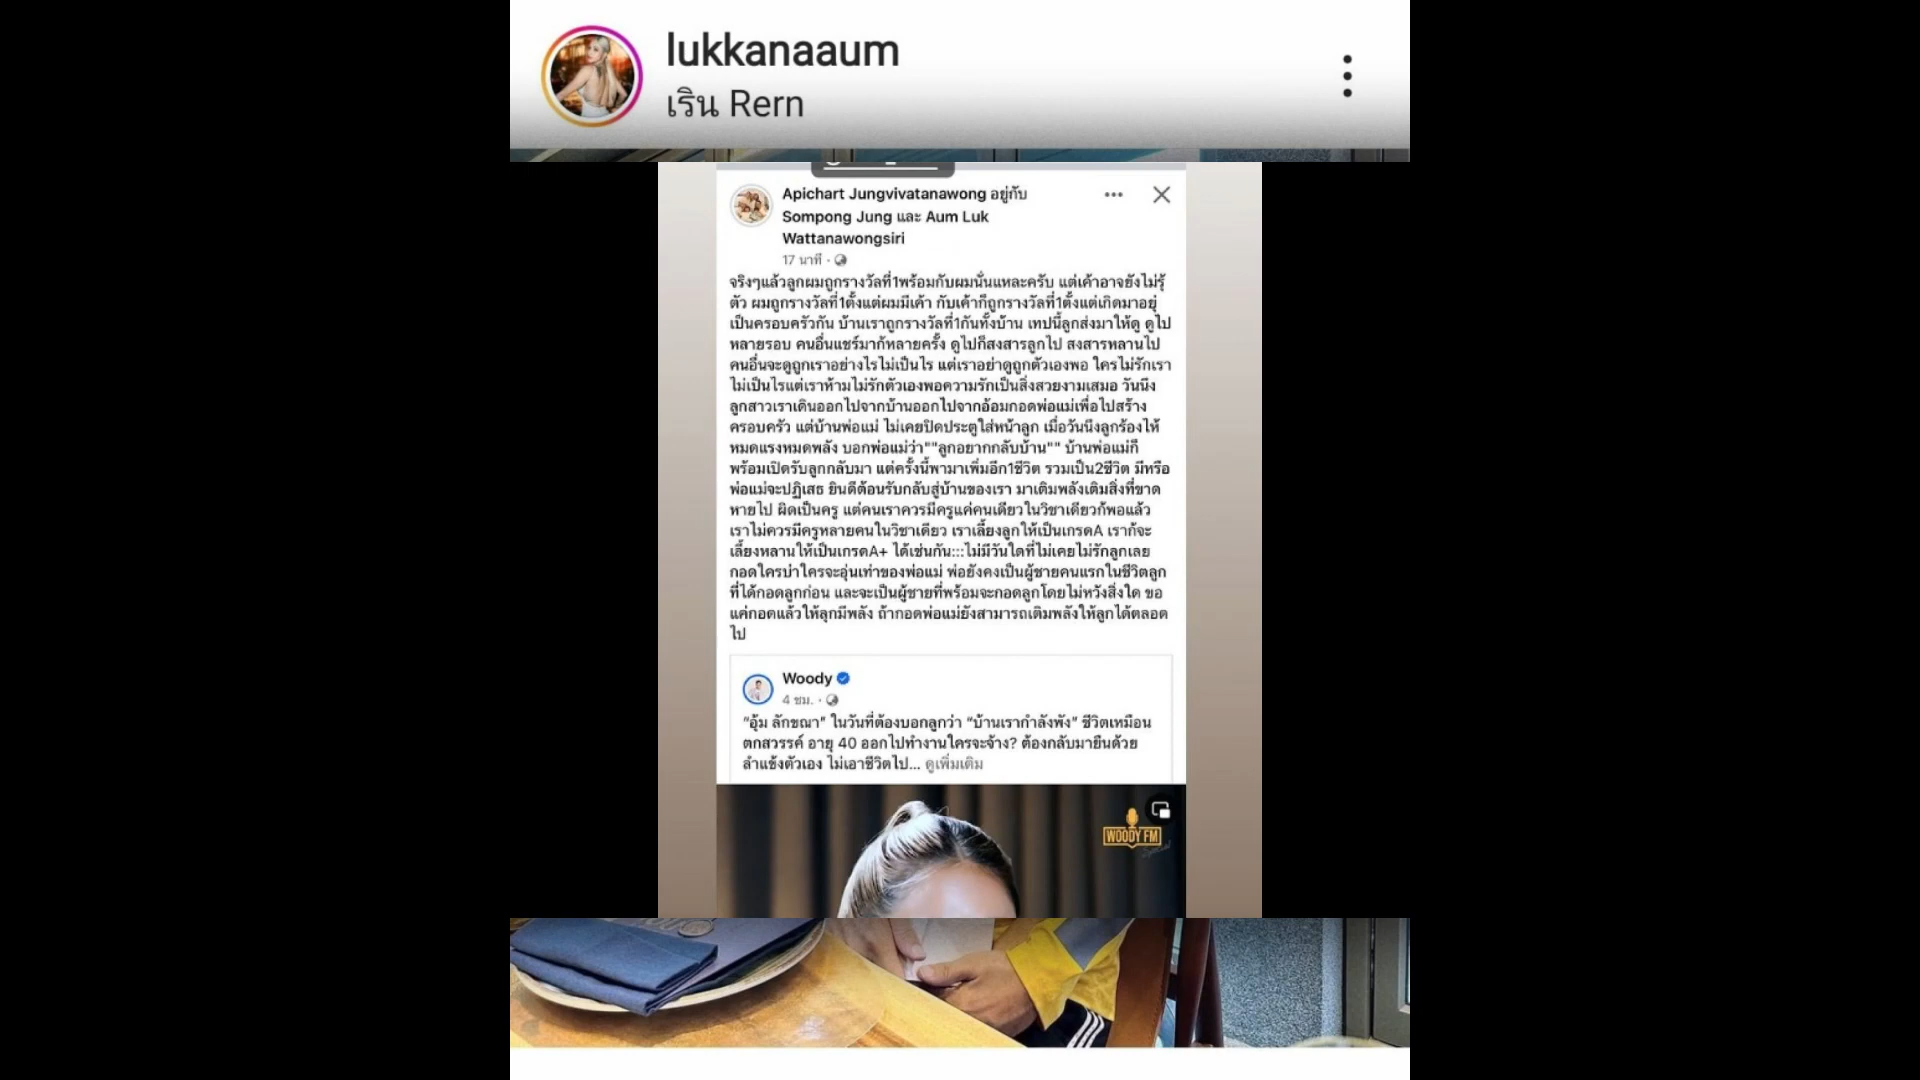 lukkanaaum
เริน Rern
Apichart Jungvivatanawong อยู่กับ
Sompong Jung และ Aum Luk
Wattanawongsiri
17 นาที ·
จริงๆแล้วลูกผมถูกรางวัลที่1พร้อมกับผมนั่นแหละครับ แต่เค้าอาจยังไม่รู้
ตัว ผมถูกรางวัลที่1ตั้งแต่ผมมีเค้า กับเค้าก็ถูกรางวัลที่1ตั้งแต่เกิดมาอยู่
เป็นครอบครัวกัน บ้านเราถูกรางวัลที่1กันทั้งบ้าน เทปนี้ลูกส่งมาให้ดู ดูไป
หลายรอบ คนอื่นแชร์มาก้หลายครั้ง ดูไปก็สงสารลูกไป สงสารหลานไป
คนอื่นจะดูถูกเราอย่างไรไม่เป็นไร แต่เราอย่าดูถูกตัวเองพอ ใครไม่รักเรา
ไม่เป็นไรแต่เราห้ามไม่รักตัวเองพอความรักเป็นสิ่งสวยงามเสมอ วันนึง
ลูกสาวเราเดินออกไปจากบ้านออกไปจากอ้อมกอดพ่อแม่เพื่อไปสร้าง
ครอบครัว แต่บ้านพ่อแม่ ไม่เคยปิดประตูใส่หน้าลูก เมื่อวันนึงลูกร้องไห้
หมดแรงหมดพลัง บอกพ่อแม่ว่า""ลูกอยากกลับบ้าน"" บ้านพ่อแม่ก็
พร้อมเปิดรับลูกกลับมา แต่ครั้งนี้พามาเพิ่มอีก1ชีวิต รวมเป็น2ชีวิต มีหรือ
พ่อแม่จะปฏิเสธ ยินดีต้อนรับกลับสู่บ้านของเรา มาเติมพลังเติมสิ่งที่ขาด
หายไป ผิดเป็นครู แต่คนเราควรมีครูแค่คนเดียวในวิชาเดียวก้พอแล้ว
เราไม่ควรมีครูหลายคนในวิชาเดียว เราเลี้ยงลูกให้เป็นเกรดA เราก้จะ
เลี้ยงหลานให้เป็นเกรดA+ ได้เช่นกัน:::ไม่มีวันใดที่ไม่เคยไม่รักลูกเลย
กอดใครบ่าใครจะอุ่นเท่าของพ่อแม่ พ่อยังคงเป็นผู้ชายคนแรกในชีวิตลูก
ที่ได้กอดลูกก่อน และจะเป็นผู้ชายที่พร้อมจะกอดลูกโดยไม่หวังสิ่งใด ขอ
แค่กอดแล้วให้ลุกมีพลัง ถ้ากอดพ่อแม่ยังสามารถเติมพลังให้ลูกได้ตลอด
ไป
Woody
4 ชม. ·
"อุ้ม ลักขณา" ในวันที่ต้องบอกลูกว่า "บ้านเรากำลังพัง" ชีวิตเหมือน
ตกสวรรค์ อายุ 40 ออกไปทำงานใครจะจ้าง? ต้องกลับมายืนด้วย
ลำแข้งตัวเอง ไม่เอาชีวิตไป... ดูเพิ่มเติม
WOODY FM